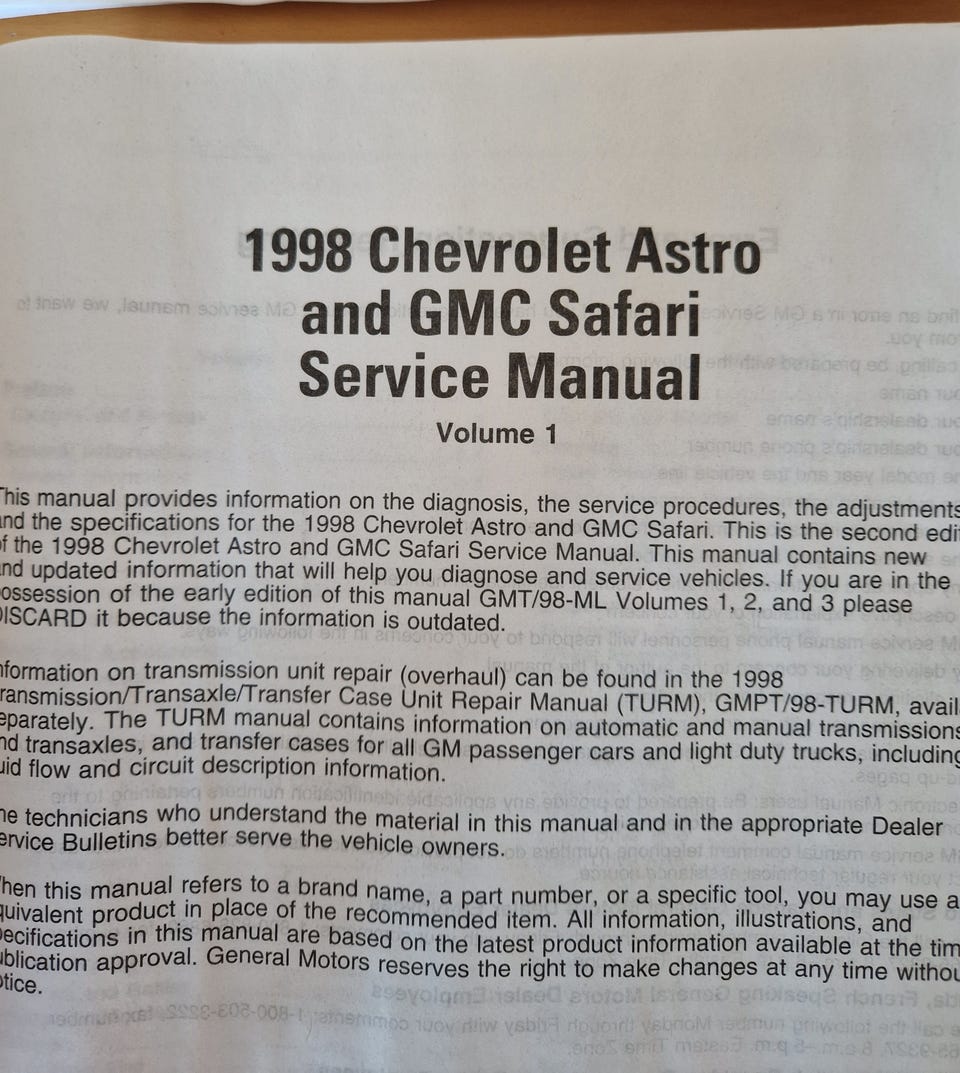 1998 Chevrolet Astro
and GMC Safari
Service Manual
Volume 1
This manual provides information on the diagnosis, the service procedures, the adjustments
and the specifications for the 1998 Chevrolet Astro and GMC Safari. This is the second edi
of the 1998 Chevrolet Astro and GMC Safari Service Manual. This manual contains new
and updated information that will help you diagnose and service vehicles. If you are in the
ossession of the early edition of this manual GMT/98-ML Volumes 1, 2, and 3 please
DISCARD it because the information is outdated.
nformation on transmission unit repair (overhaul) can be found in the 1998
ransmission/Transaxle/Transfer Case Unit Repair Manual (TURM), GMPT/98-TURM, avail
eparately. The TURM manual contains information on automatic and manual transmissions
nd transaxles, and transfer cases for all GM passenger cars and light duty trucks, including
uid flow and circuit description information.
he technicians who understand the material in this manual and in the appropriate Dealer
ervice Bulletins better serve the vehicle owners.
hen this manual refers to a brand name, a part number, or a specific tool, you may use a
quivalent product in place of the recommended item. All information, illustrations, and
pecifications in this manual are based on the latest product information available at the tim
ublication approval. General Motors reserves the right to make changes at any time withou
otice.